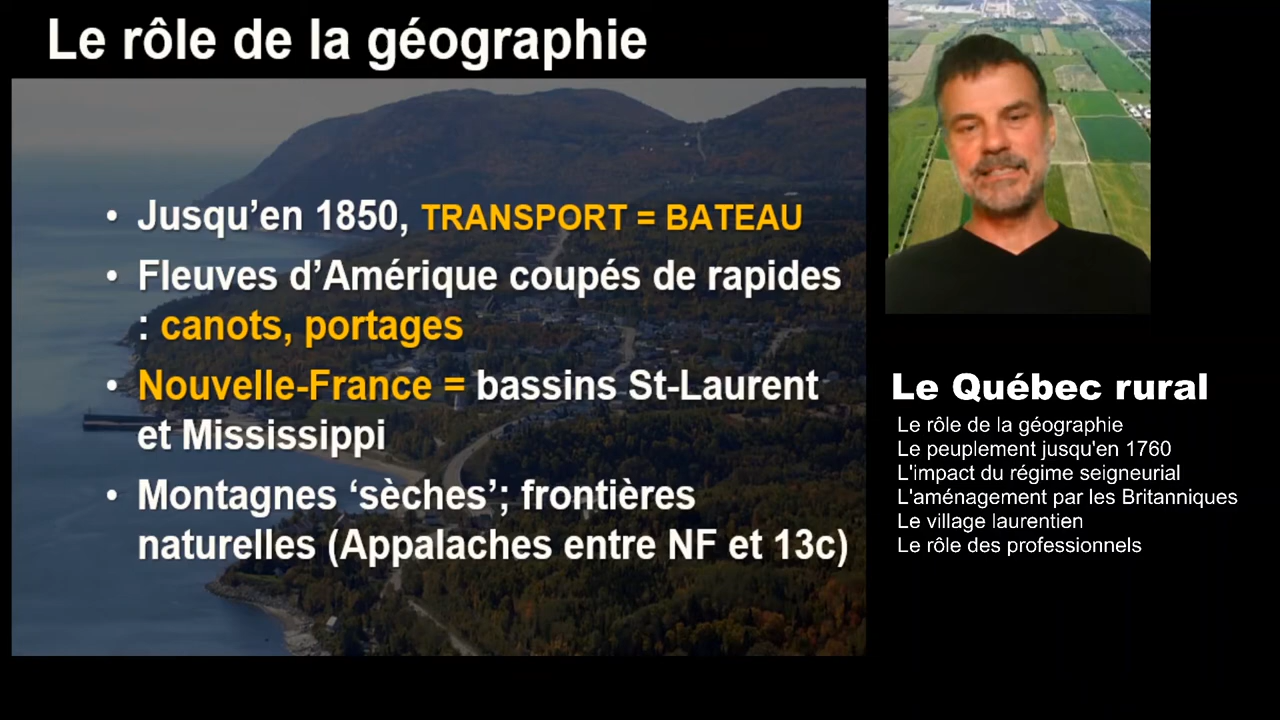 Le rôle de la géographie
• Jusqu’en 1850, TRANSPORT = BATEAU
• Fleuves d’Amérique coupés de rapides
: canots, portages
• Nouvelle-France = bassins St-Laurent
et Mississippi
• Montagnes ‘sèches’; frontières
naturelles (Appalaches entre NF et 13c)
Le Québec rural
Le rôle de la géographie
Le peuplement jusqu'en 1760
L'impact du régime seigneurial
L'aménagement par les Britanniques
Le village laurentien
Le rôle des professionnels